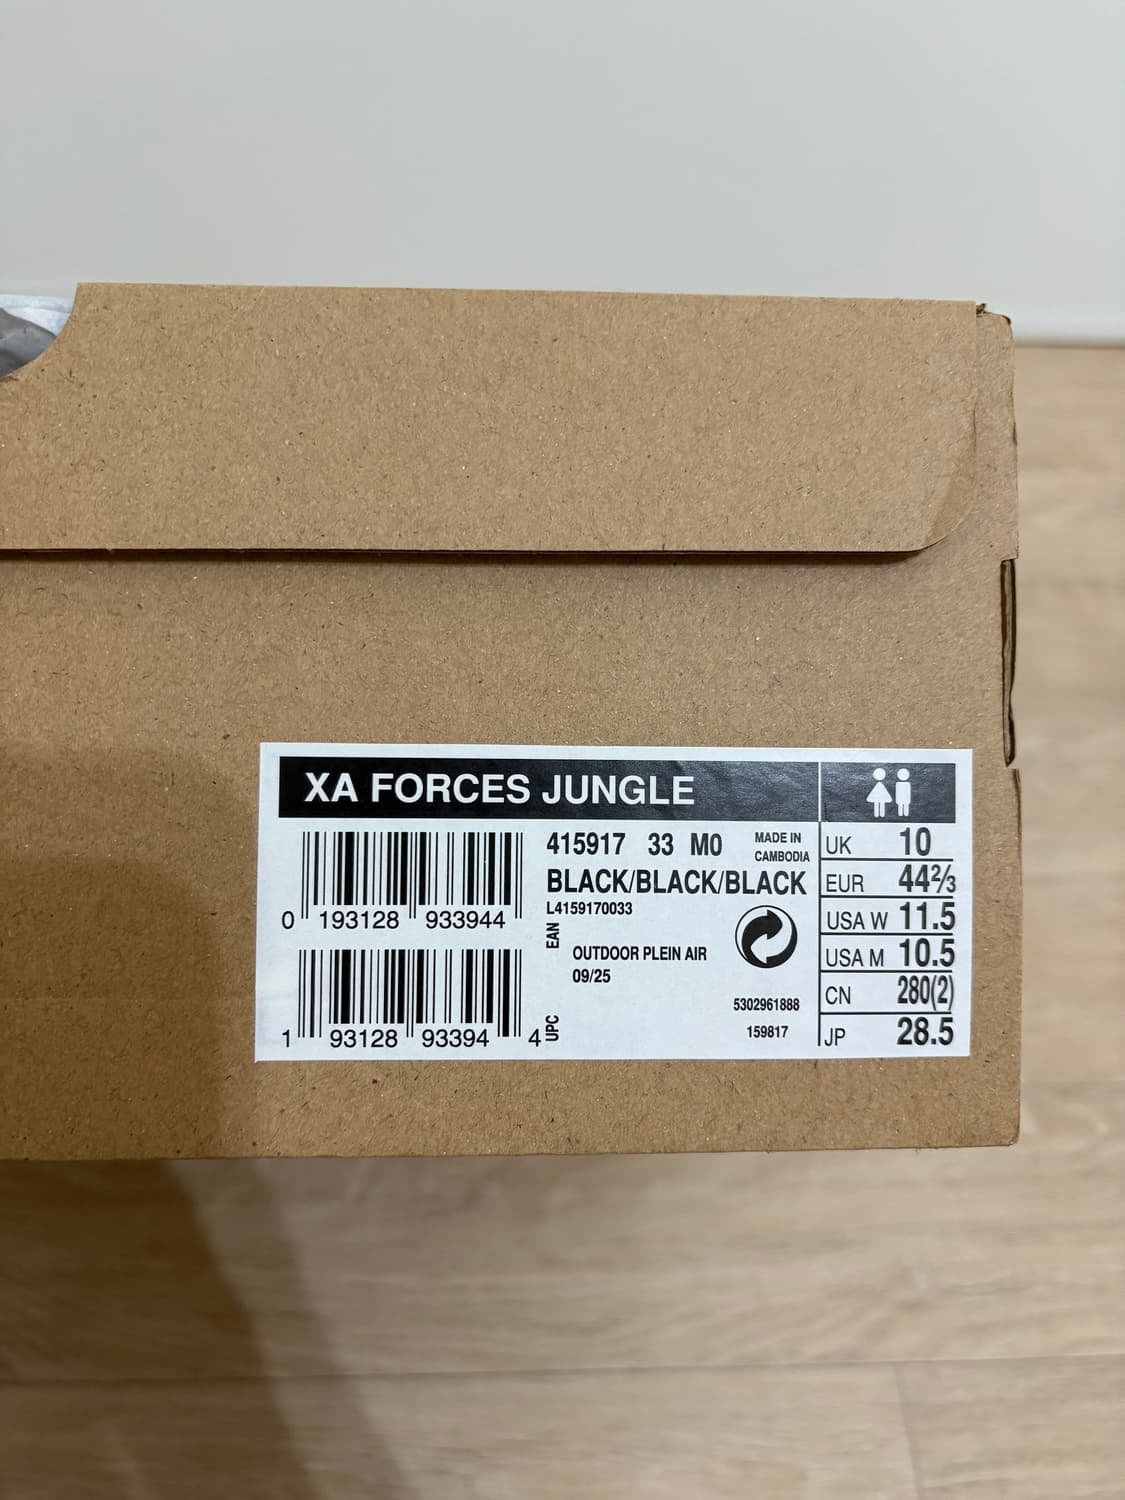 XA FORCES JUNGLE
0 193128 933944
EAN
1 93128 93394 4
UPC
415917 33 M0
MADE IN
CAMBODIA
BLACK/BLACK/BLACK
L4159170033
OUTDOOR PLEIN AIR
09/25
5302961888
159817
UK 10
EUR 44⅔
USA W 11.5
USA M 10.5
CN 280(2)
JP 28.5